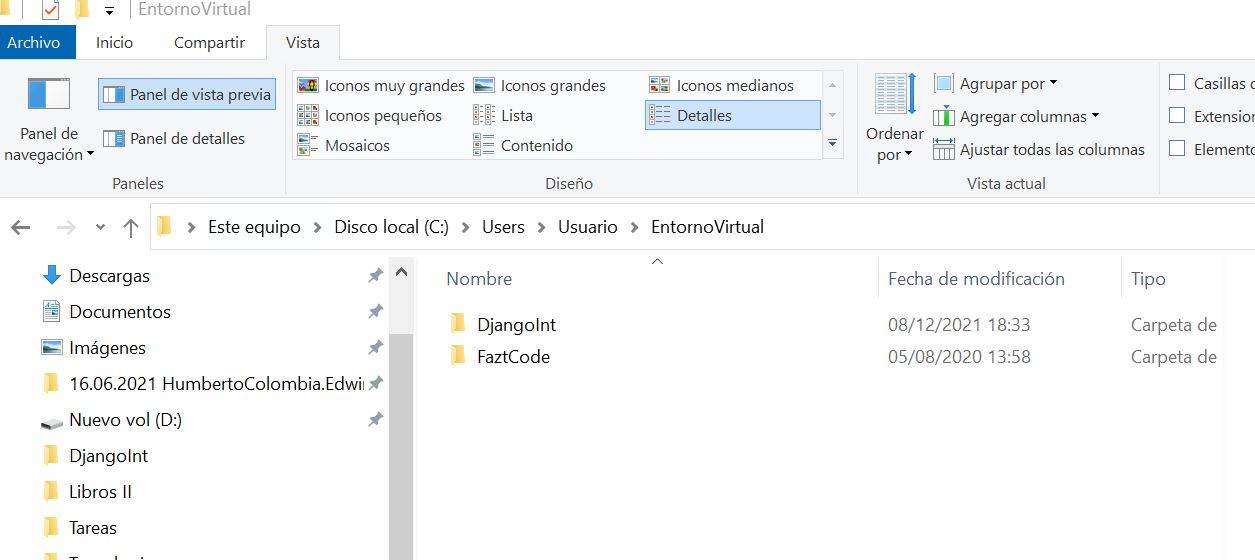 EntornoVirtual
Archivo Inicio Compartir Vista
Panel de navegación
Panel de vista previa
Panel de detalles
Paneles
Iconos muy grandes Iconos grandes Iconos medianos
Iconos pequeños Lista Detalles
Mosaicos Contenido
Diseño
Ordenar por
Agrupar por
Agregar columnas
Ajustar todas las columnas
Vista actual
Casillas
Extension
Elemento
Este equipo > Disco local (C:) > Users > Usuario > EntornoVirtual
Descargas
Documentos
Imágenes
16.06.2021 HumbertoColombia.Edwi
Nuevo vol (D:)
DjangoInt
Libros II
Tareas
Nombre Fecha de modificación Tipo
DjangoInt 08/12/2021 18:33 Carpeta de
FaztCode 05/08/2020 13:58 Carpeta de